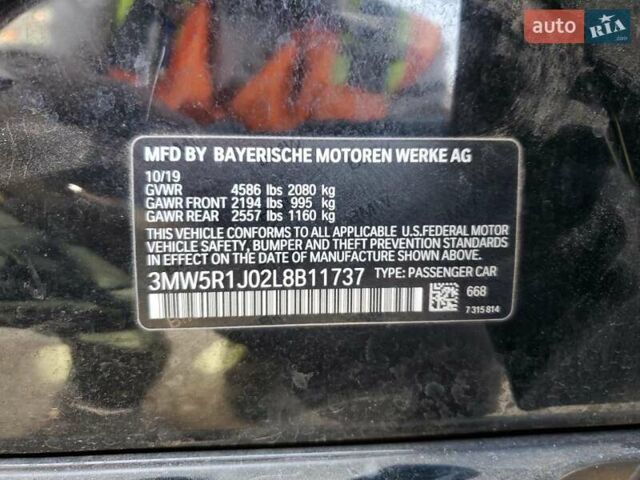 auto RIA .com
MFD BY BAYERISCHE MOTOREN WERKE AG
10/19
GVWR 4586 lbs 2080 kg
GAWR FRONT 2194 lbs 995 kg
GAWR REAR 2557 lbs 1160 kg
THIS VEHICLE CONFORMS TO ALL APPLICABLE U.S.FEDERAL MOTOR
VEHICLE SAFETY, BUMPER AND THEFT PREVENTION STANDARDS
IN EFFECT ON THE DATE OF MANUFACTURE SHOWN ABOVE.
3MW5R1J02L8B11737 TYPE: PASSENGER CAR
668
7 315 814